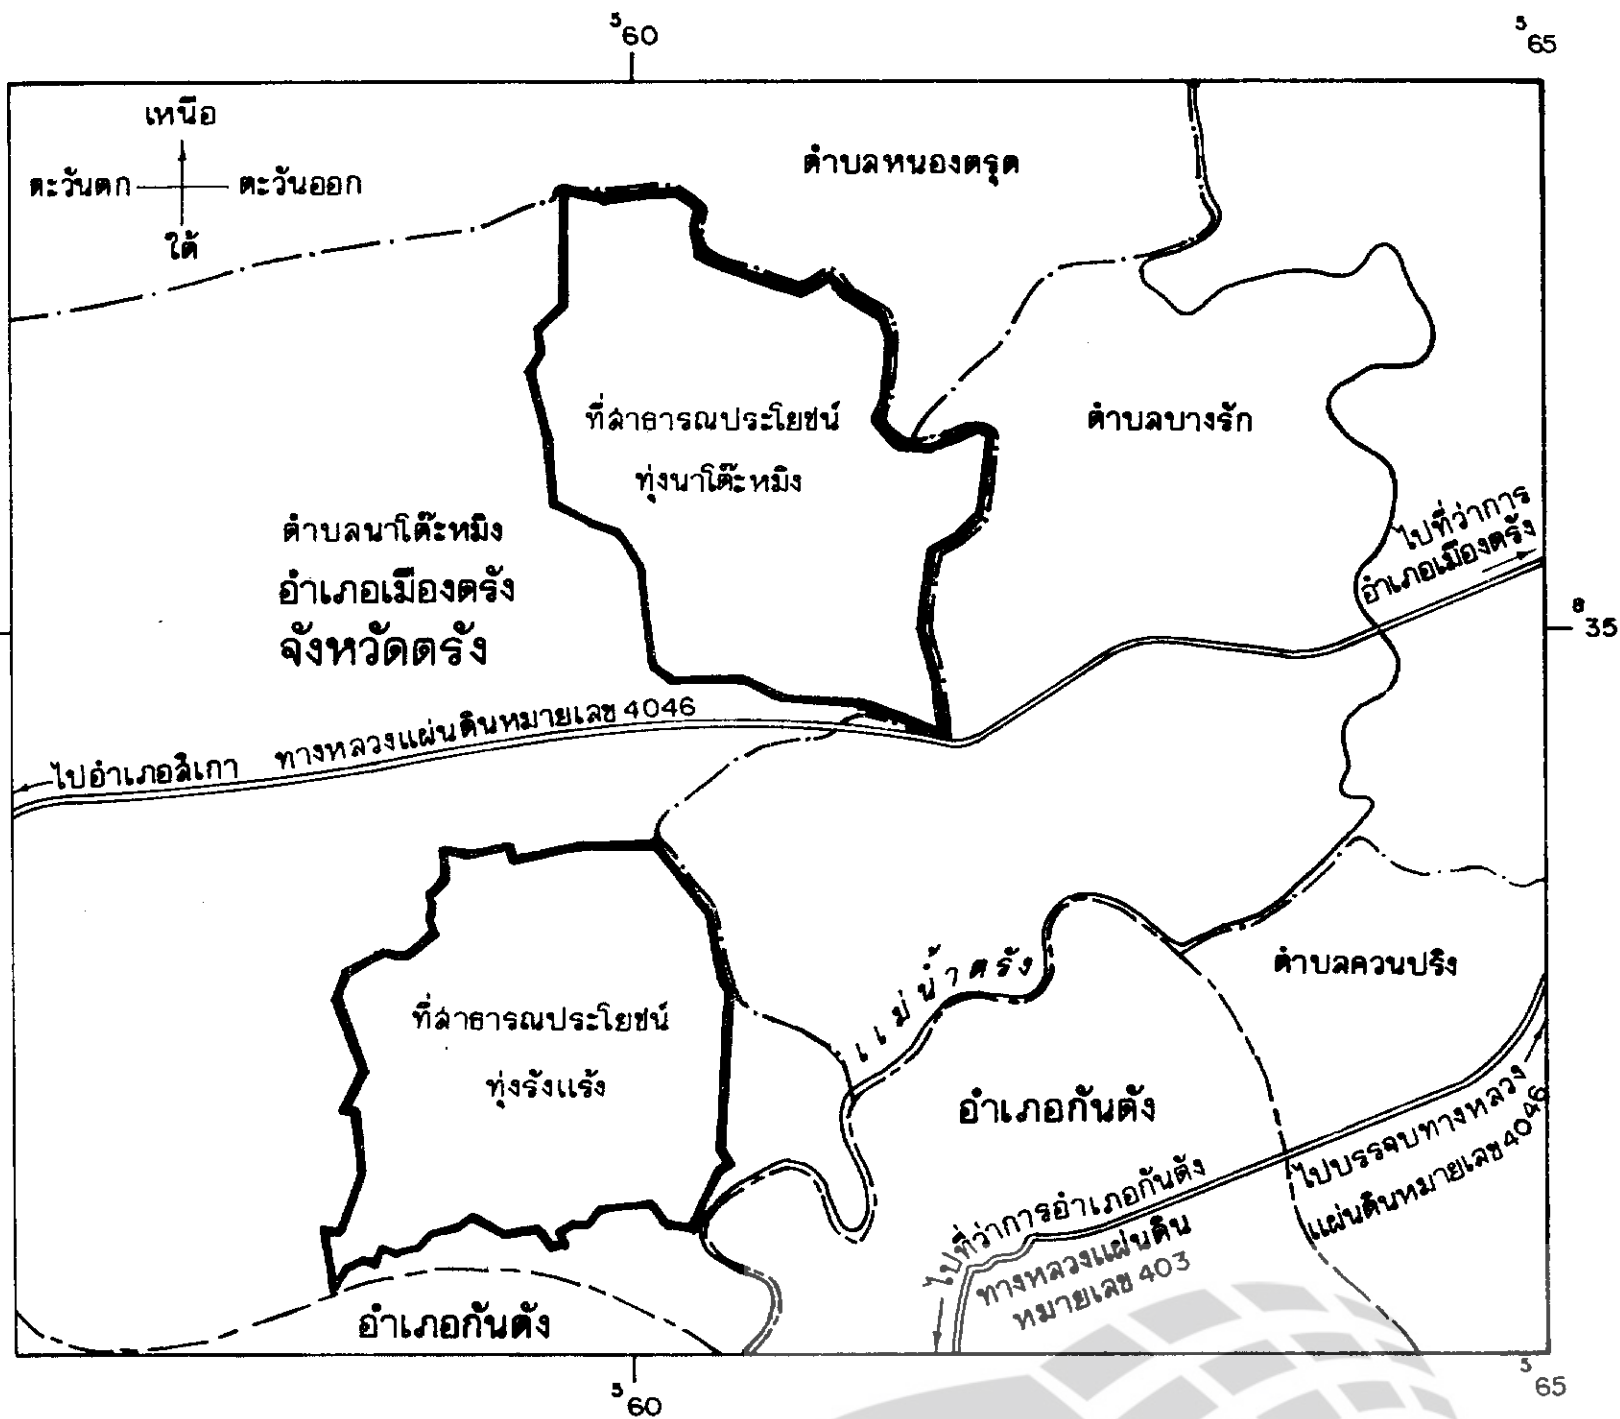 ⁵60
⁵65
เหนือ
ตะวันตก
ตะวันออก
ใต้
ตำบลหนองตรุด
ที่สาธารณประโยชน์
ทุ่งนาโต๊ะหมิง
ตำบลบางรัก
ตำบลนาโต๊ะหมิง
อำเภอเมืองตรัง
จังหวัดตรัง
ไปที่ว่าการ
อำเภอเมืองตรัง
⁸35
ทางหลวงแผ่นดินหมายเลข 4046
ไปอำเภอสิเกา
แม่น้ำตรัง
ตำบลควนปริง
ที่สาธารณประโยชน์
ทุ่งรังแร้ง
อำเภอกันตัง
ไปบรรจบทางหลวง
แผ่นดินหมายเลข 4046
ไปที่ว่าการอำเภอกันตัง
ทางหลวงแผ่นดิน
หมายเลข 403
อำเภอกันตัง
⁵60
⁵65